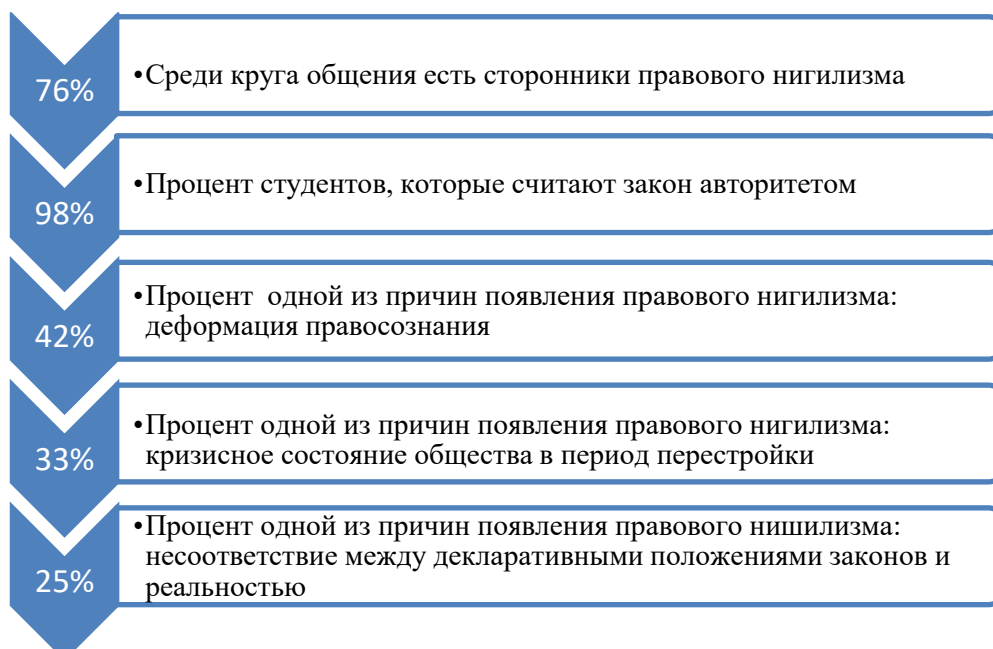 76%
•Среди круга общения есть сторонники правового нигилизма
98%
•Процент студентов, которые считают закон авторитетом
42%
•Процент  одной из причин появления правового нигилизма:
деформация правосознания
33%
•Процент одной из причин появления правового нигилизма:
кризисное состояние общества в период перестройки
25%
•Процент одной из причин появления правового нишилизма:
несоответствие между декларативными положениями законов и
реальностью